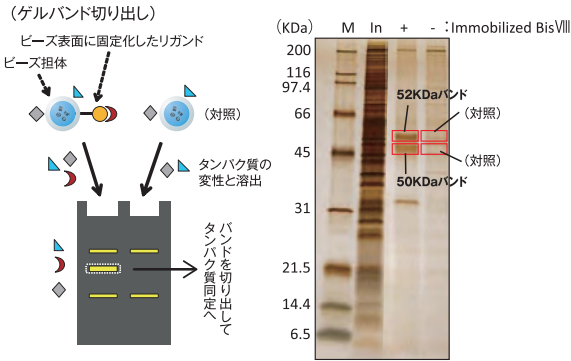 （ゲルバンド切り出し）
ビーズ表面に固定化したリガンド
ビーズ担体
（対照）
タンパク質の
変性と溶出
バンドを切り出して
タンパク質同定へ
（KDa） M In + - ：Immobilized BisⅧ
200
116
97.4
66
45
31
21.5
14.4
6.5
52KDaバンド
（対照）
（対照）
50KDaバンド